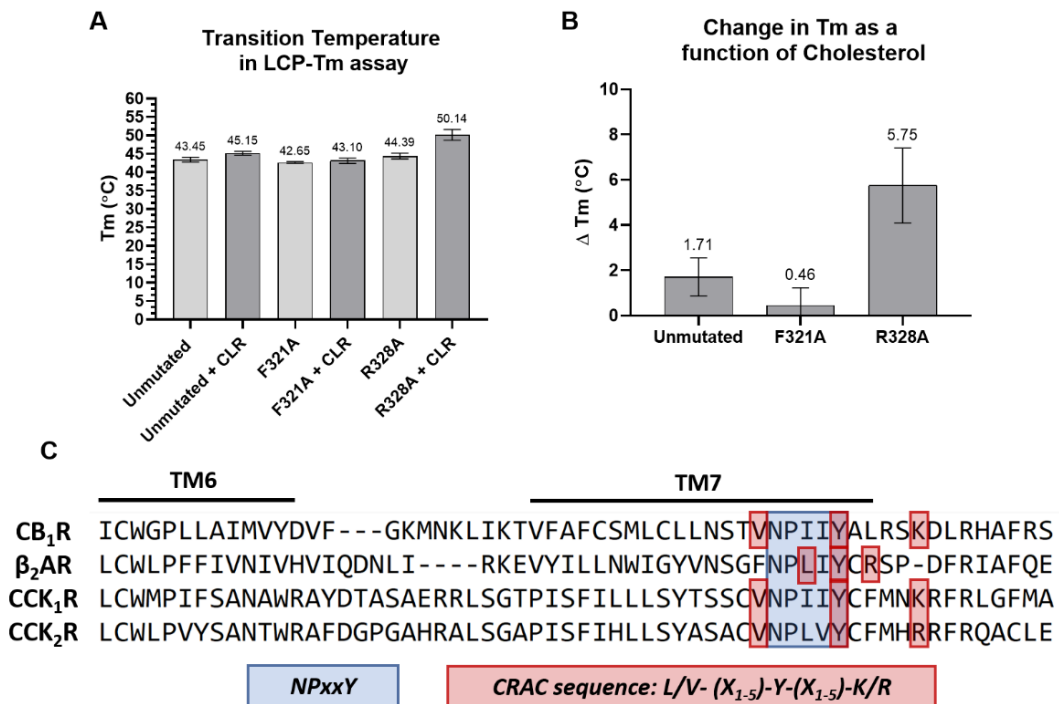 A
Transition Temperature
in LCP-Tm assay
Tm (°C)
60
55
50
45
40
35
30
25
20
15
10
5
0
43.45
45.15
42.65
43.10
44.39
50.14
Unmutated
Unmutated + CLR
F321A
F321A + CLR
R328A
R328A + CLR
B
Change in Tm as a
function of Cholesterol
Δ Tm (°C)
10
8
6
4
2
0
1.71
0.46
5.75
Unmutated
F321A
R328A
C
TM6 TM7
CB1R ICWGPLLAIMVYDVF---GKMNKLIKTVFAFCSMLCLLNSTVNPIIYALRSKDLRHAFRS
β2AR LCWLPFFIVNIVHVIQDNLI----RKEVYILLNWIGYVNSGFNPLIYCRSP-DFRIAFQE
CCK1R LCWMPIFSANAWRAYDTASAERRLSGTPISFILLLSYTSSCVNPIIYCFMNKRFRLGFMA
CCK2R LCWLPVYSANTWRAFDGPGAHRALSGAPISFIHLLSYASACVNPLVYCFMHRRFRQACLE
NPxxY
CRAC sequence: L/V- (X1-5)-Y-(X1-5)-K/R